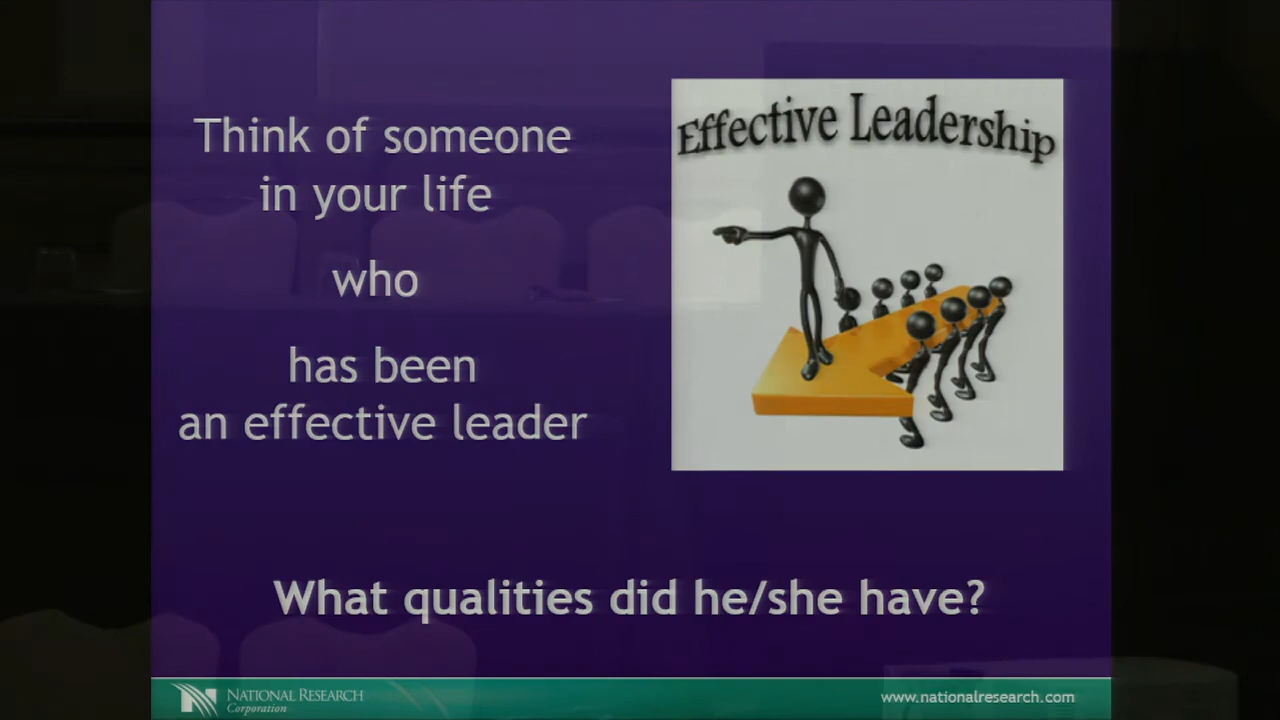 Think of someone
in your life
who
has been
an effective leader
Effective Leadership
What qualities did he/she have?
NATIONAL RESEARCH
Corporation
www.nationalresearch.com